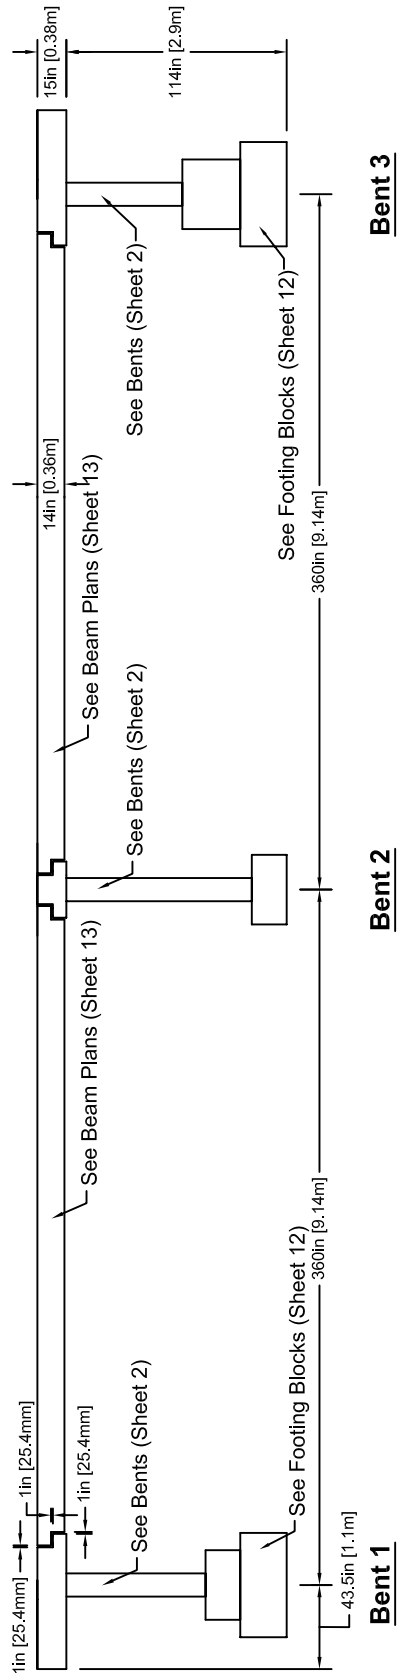 1in [25.4mm]
1in [25.4mm]
1in [25.4mm]
14in [0.36m]
15in [0.38m]
114in [2.9m]
See Beam Plans (Sheet 13)
See Beam Plans (Sheet 13)
See Bents (Sheet 2)
See Bents (Sheet 2)
See Bents (Sheet 2)
See Footing Blocks (Sheet 12)
See Footing Blocks (Sheet 12)
43.5in [1.1m]
360in [9.14m]
360in [9.14m]
Bent 1
Bent 2
Bent 3